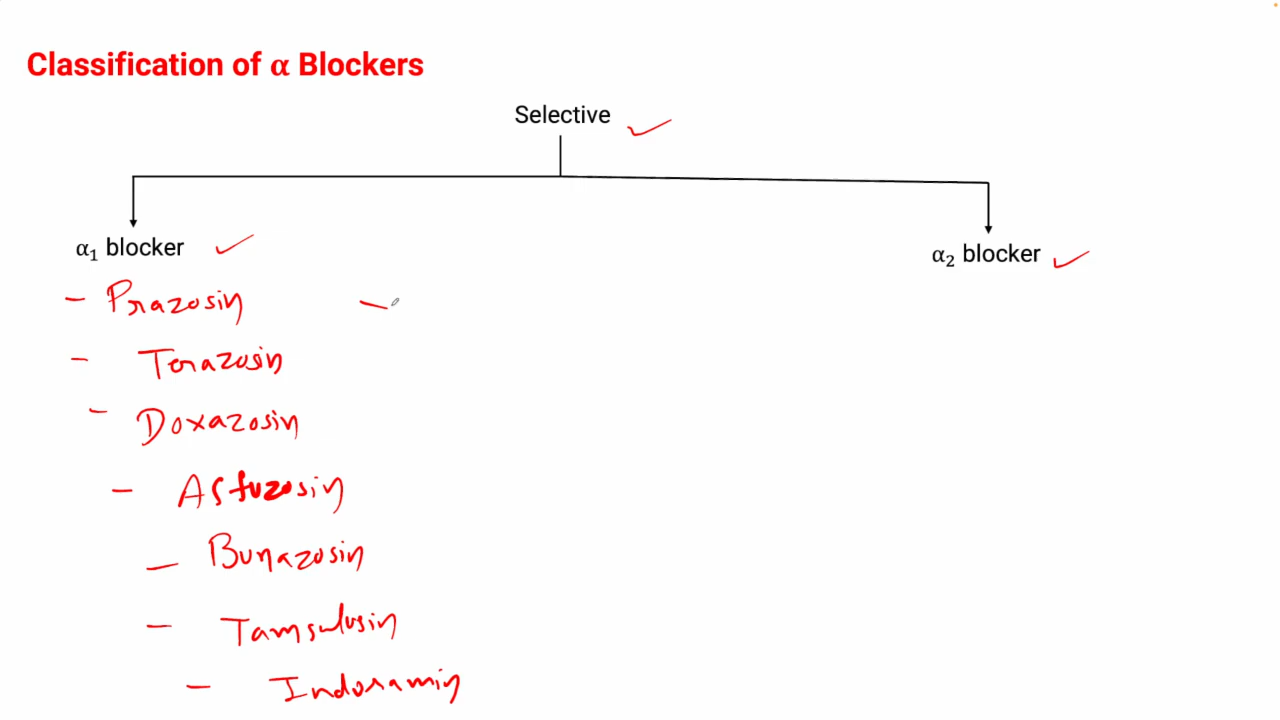 Classification of α Blockers
Selective
α₁ blocker
α₂ blocker
- Prazosin
- Terazosin
- Doxazosin
- Alfuzosin
- Bunazosin
- Tamsulosin
- Indoramin